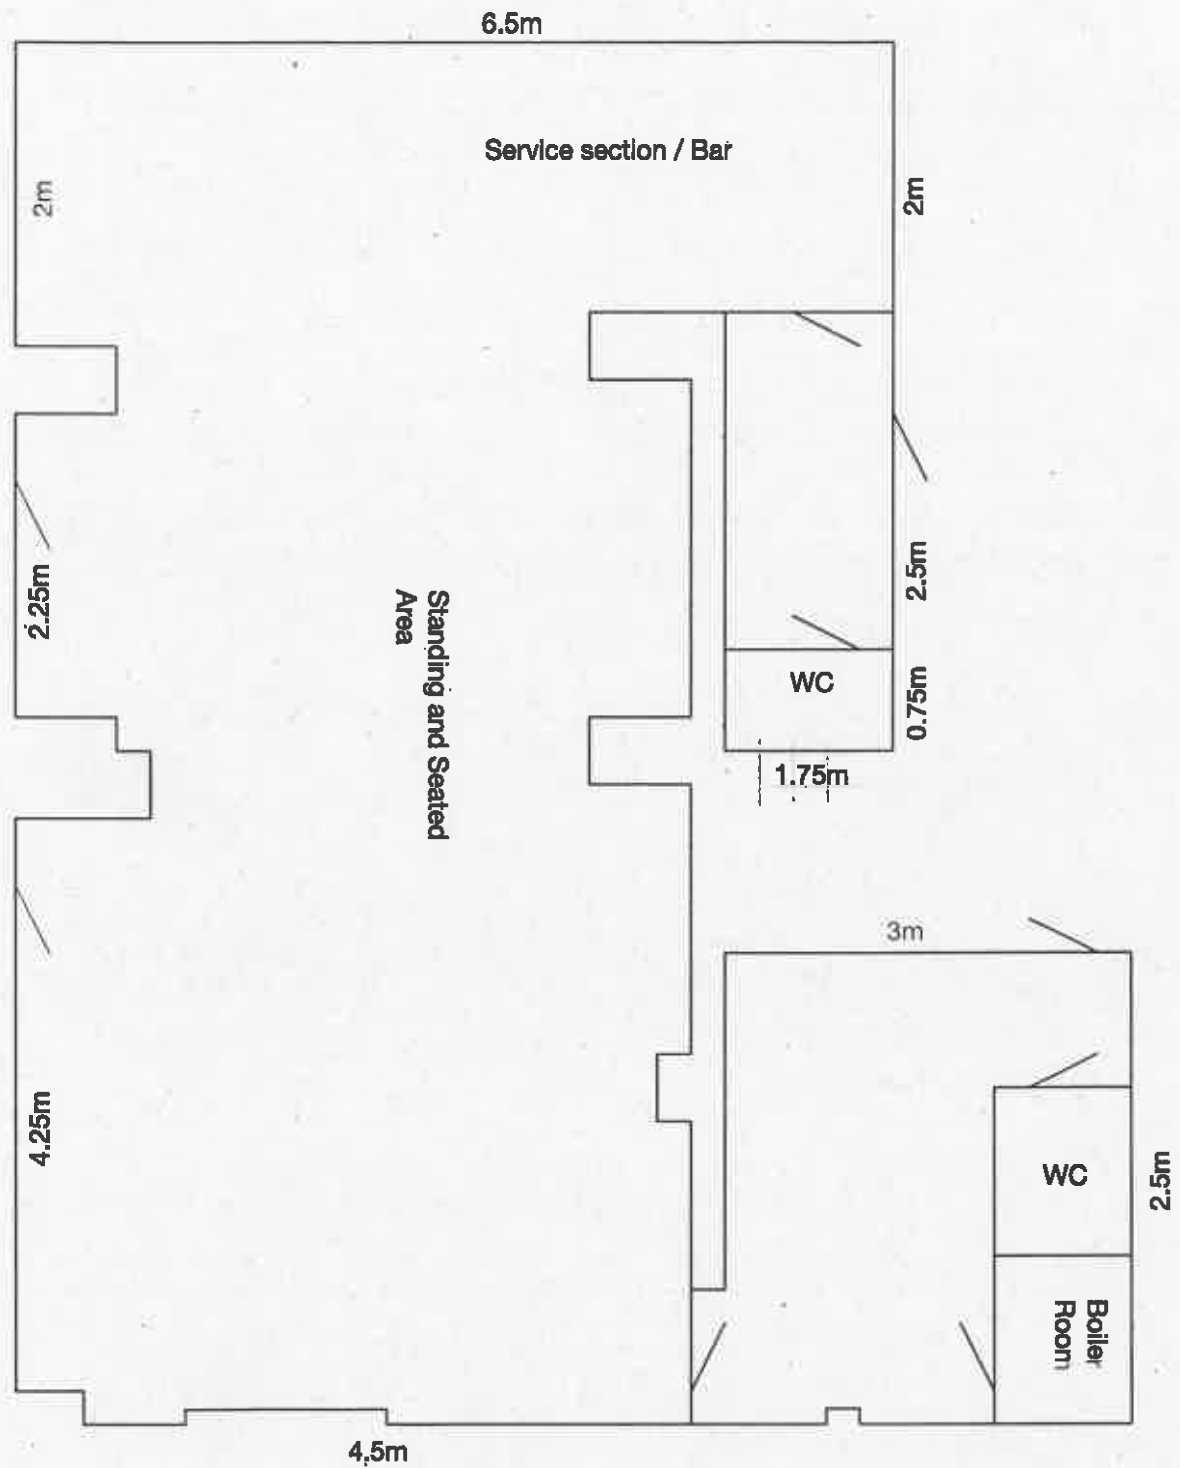 6.5m
Service section / Bar
2m
2m
2.25m
2.5m
Standing and Seated
Area
WC
0.75m
1.75m
3m
4.25m
WC
2.5m
Boiler
Room
4.5m